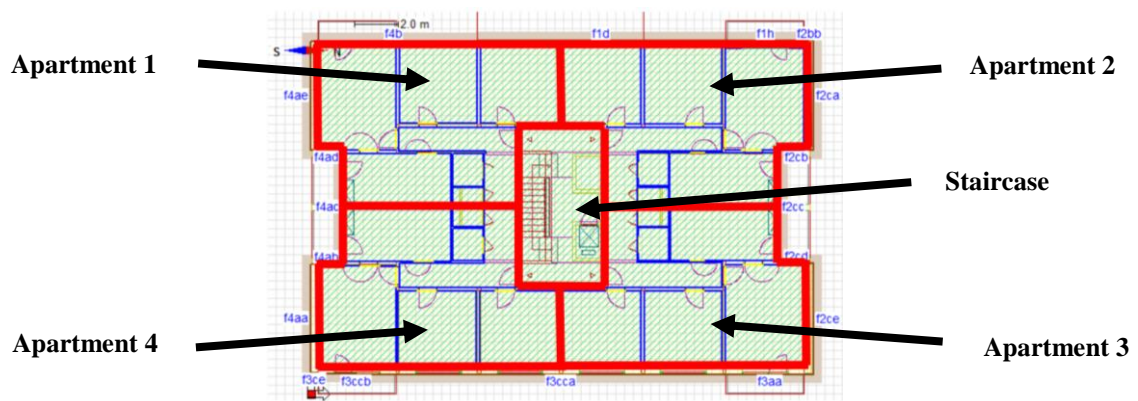 2.0 m
f4b f1d f1h f2bb
S N
Apartment 1
Apartment 2
f4ae f2ca
f4ad f2cb
Staircase
f4ac f2cc
f4ab f2cd
f4aa f2ce
Apartment 4
Apartment 3
f3ce f3ccb f3cca f3aa